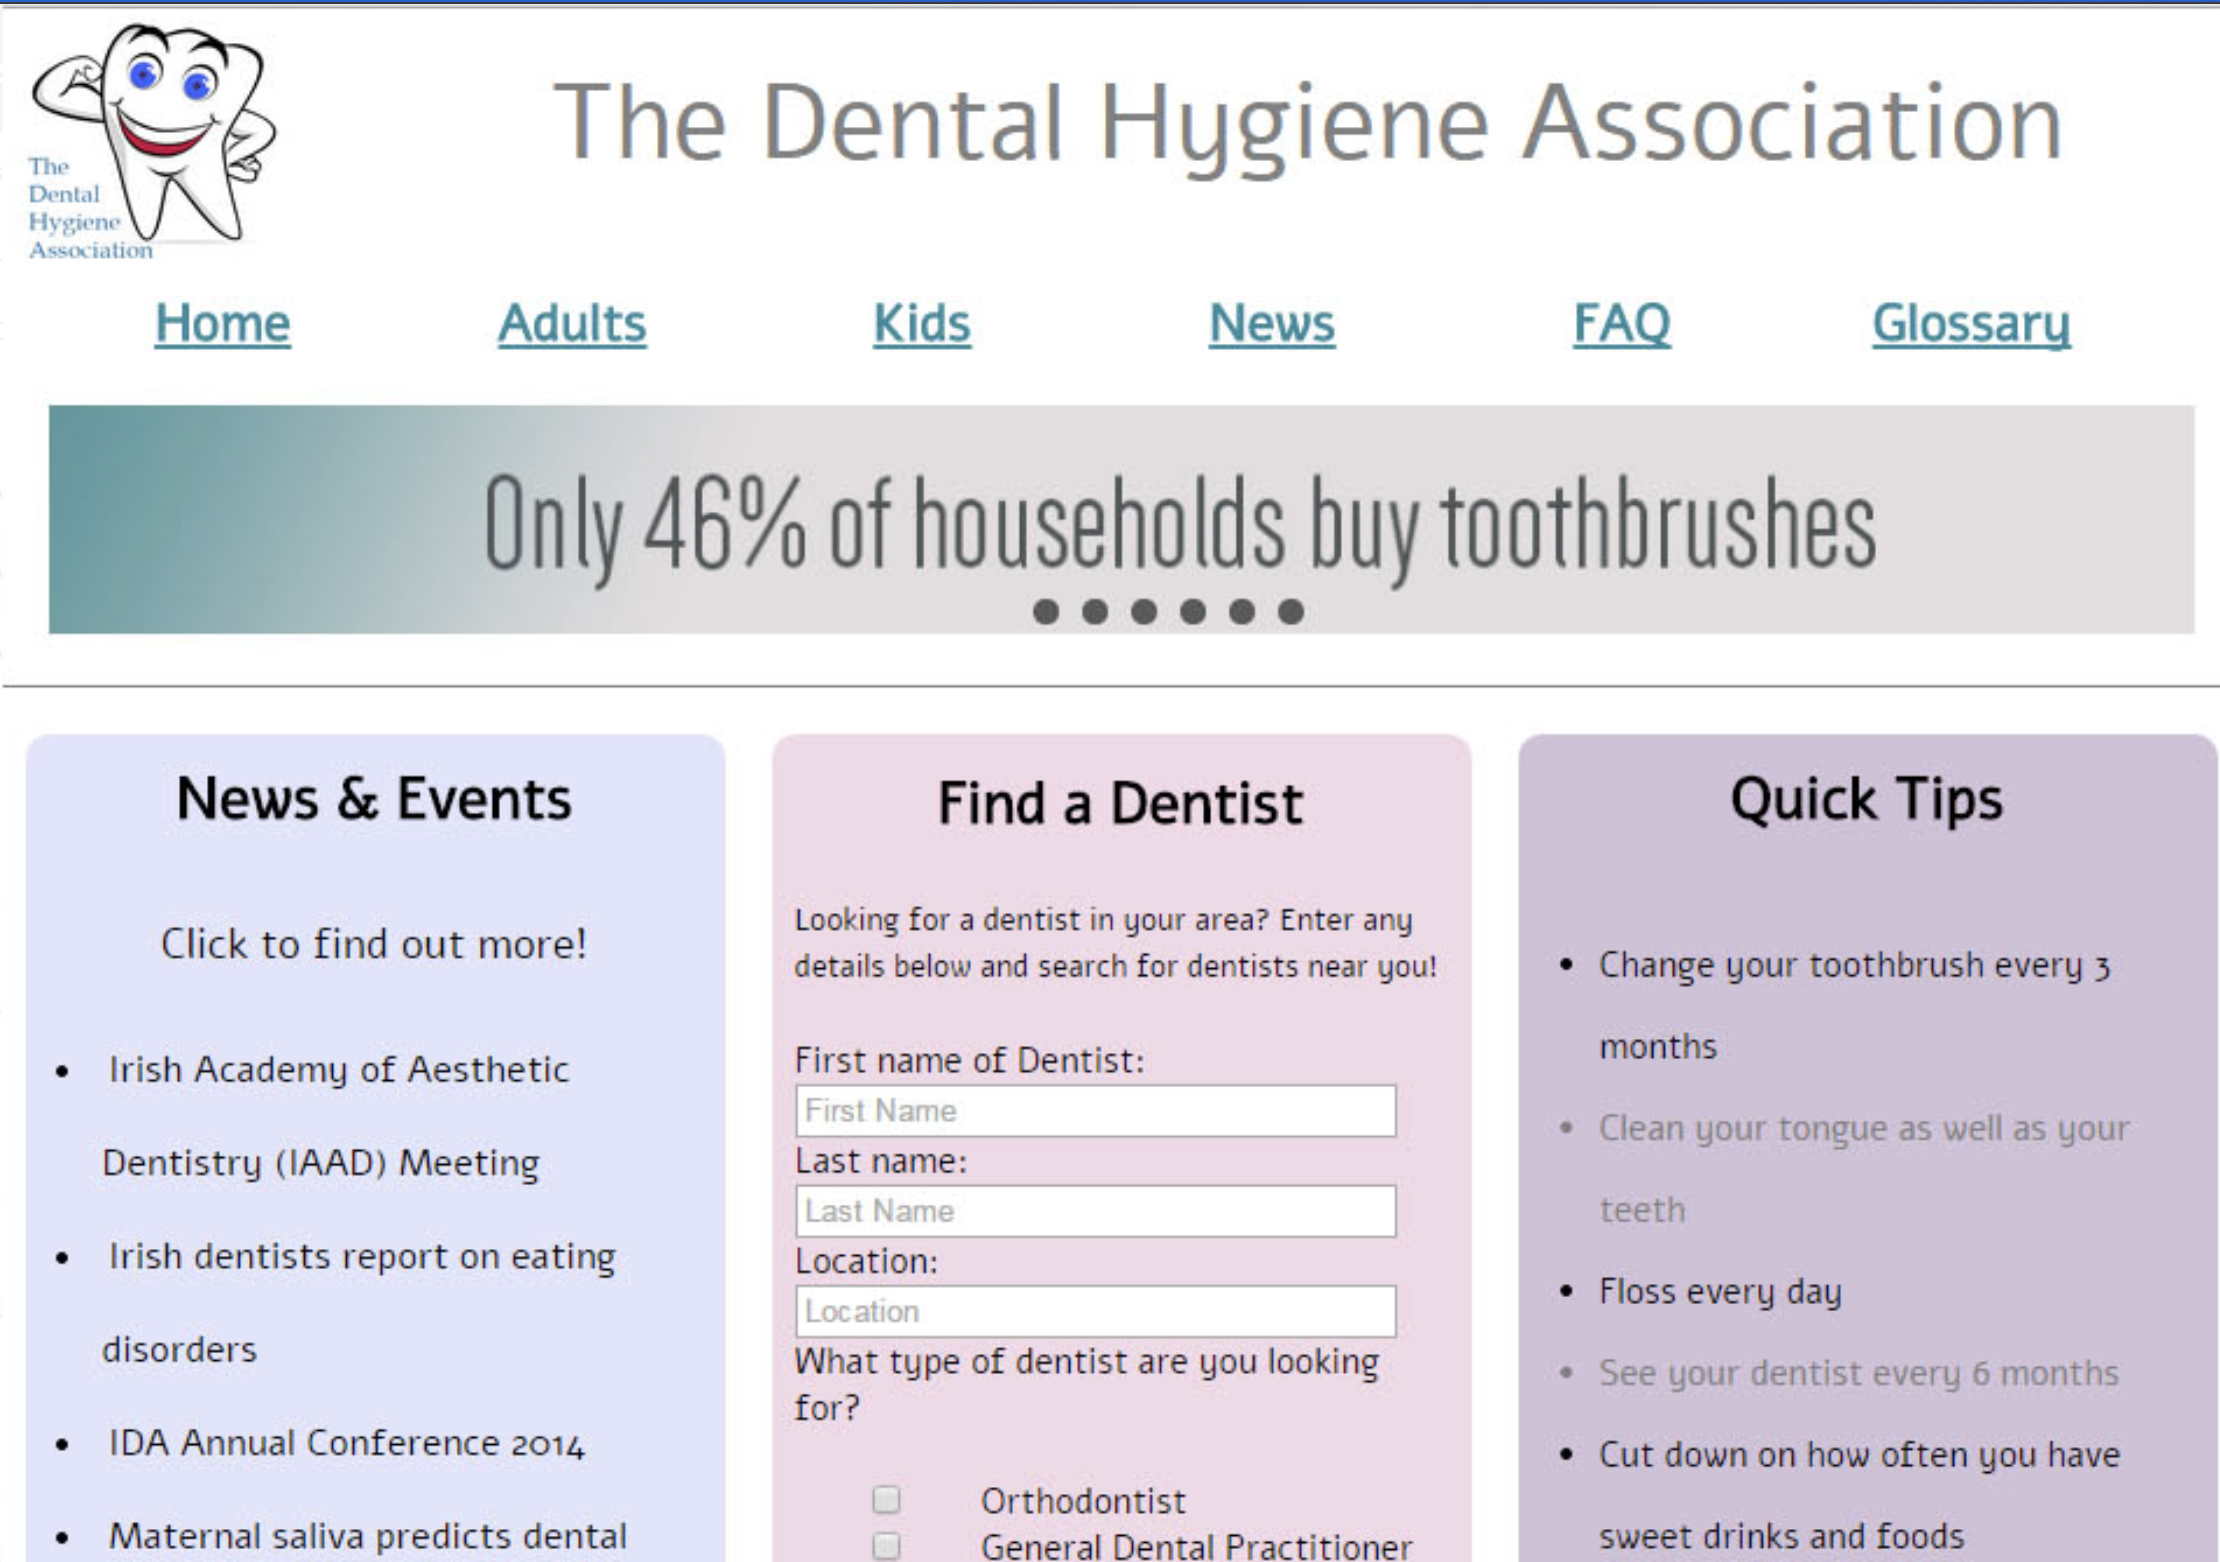 The
Dental
Hygiene
Association
The Dental Hygiene Association
Home Adults Kids News FAQ Glossary
Only 46% of households buy toothbrushes
News & Events
Click to find out more!
• Irish Academy of Aesthetic
Dentistry (IAAD) Meeting
• Irish dentists report on eating
disorders
• IDA Annual Conference 2014
• Maternal saliva predicts dental
Find a Dentist
Looking for a dentist in your area? Enter any
details below and search for dentists near you!
First name of Dentist:
First Name
Last name:
Last Name
Location:
Location
What type of dentist are you looking
for?
Orthodontist
General Dental Practitioner
Quick Tips
• Change your toothbrush every 3
months
• Clean your tongue as well as your
teeth
• Floss every day
• See your dentist every 6 months
• Cut down on how often you have
sweet drinks and foods